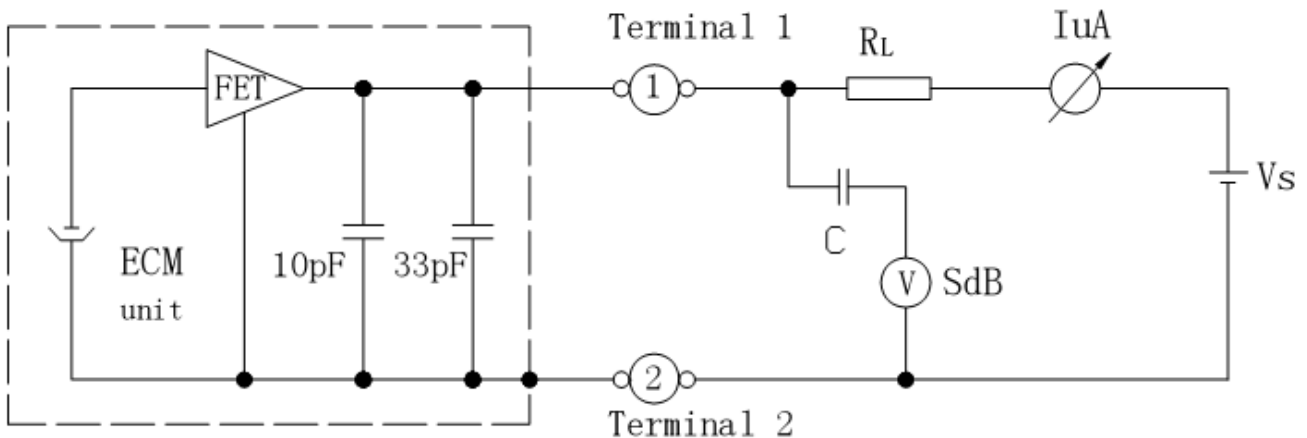 Terminal 1
RL
IuA
FET
1
Vs
ECM
unit
10pF
33pF
C
V
SdB
2
Terminal 2